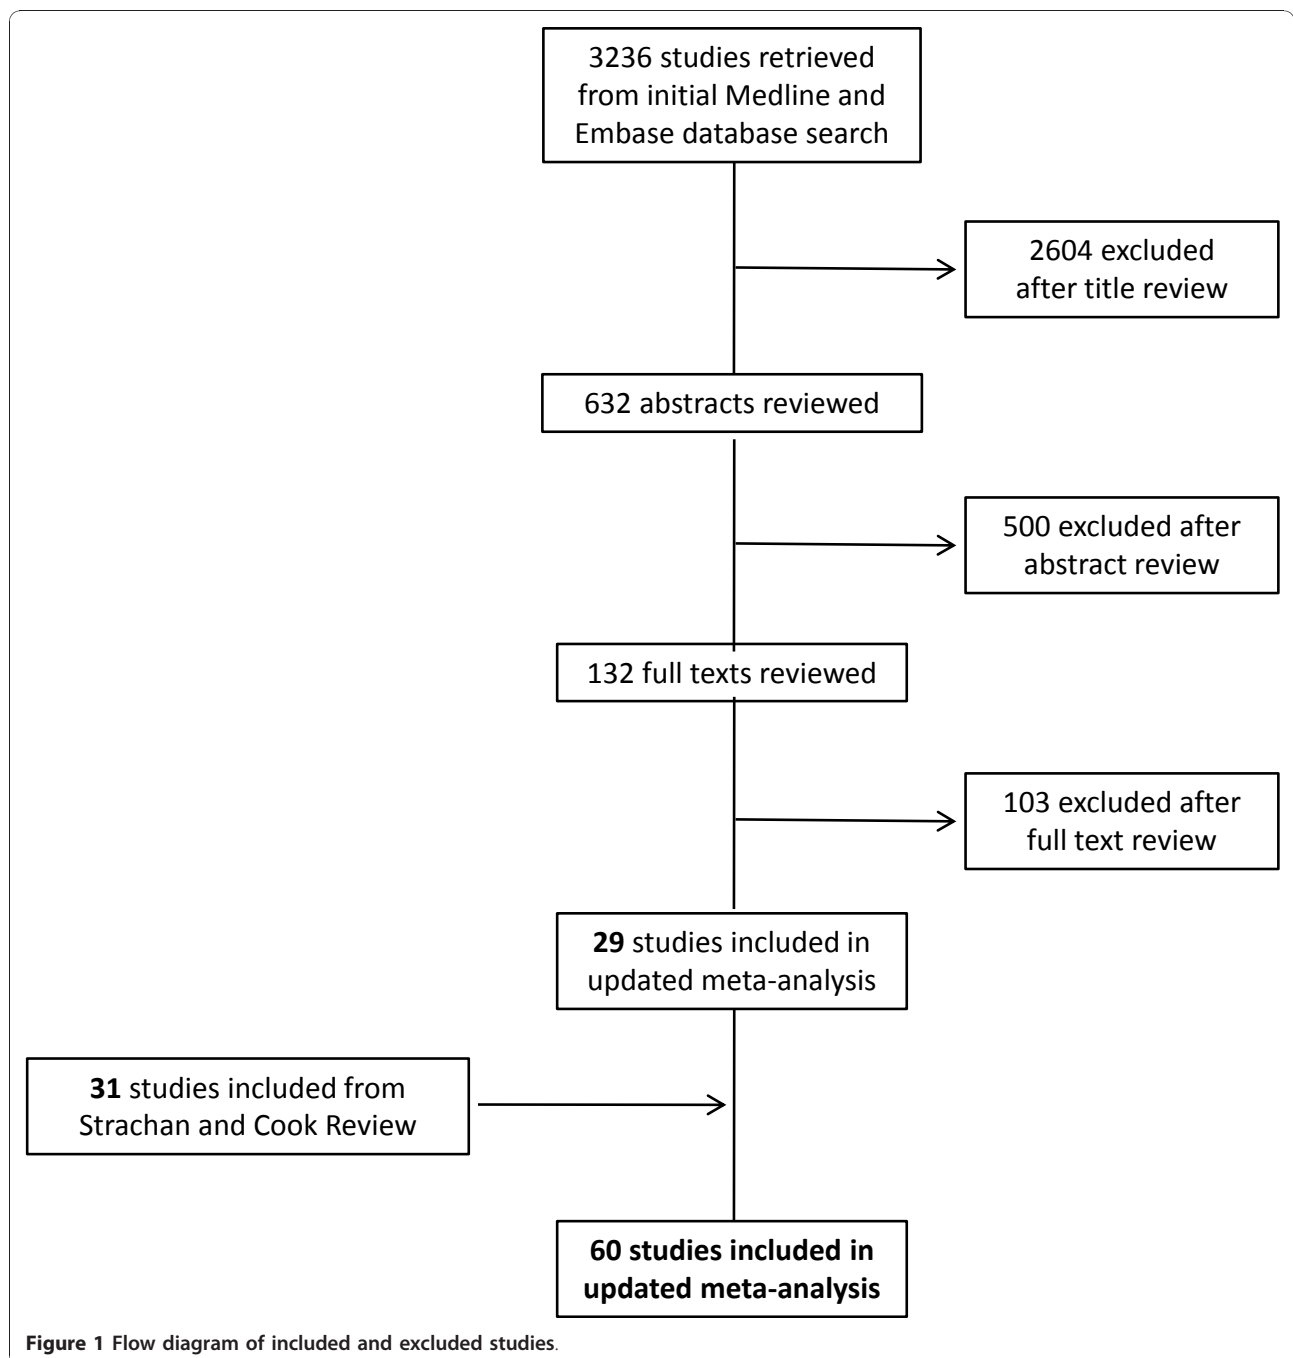 3236 studies retrieved
from initial Medline and
Embase database search
2604 excluded
after title review
632 abstracts reviewed
500 excluded after
abstract review
132 full texts reviewed
103 excluded after
full text review
29 studies included in
updated meta-analysis
31 studies included from
Strachan and Cook Review
60 studies included in
updated meta-analysis
Figure 1 Flow diagram of included and excluded studies.